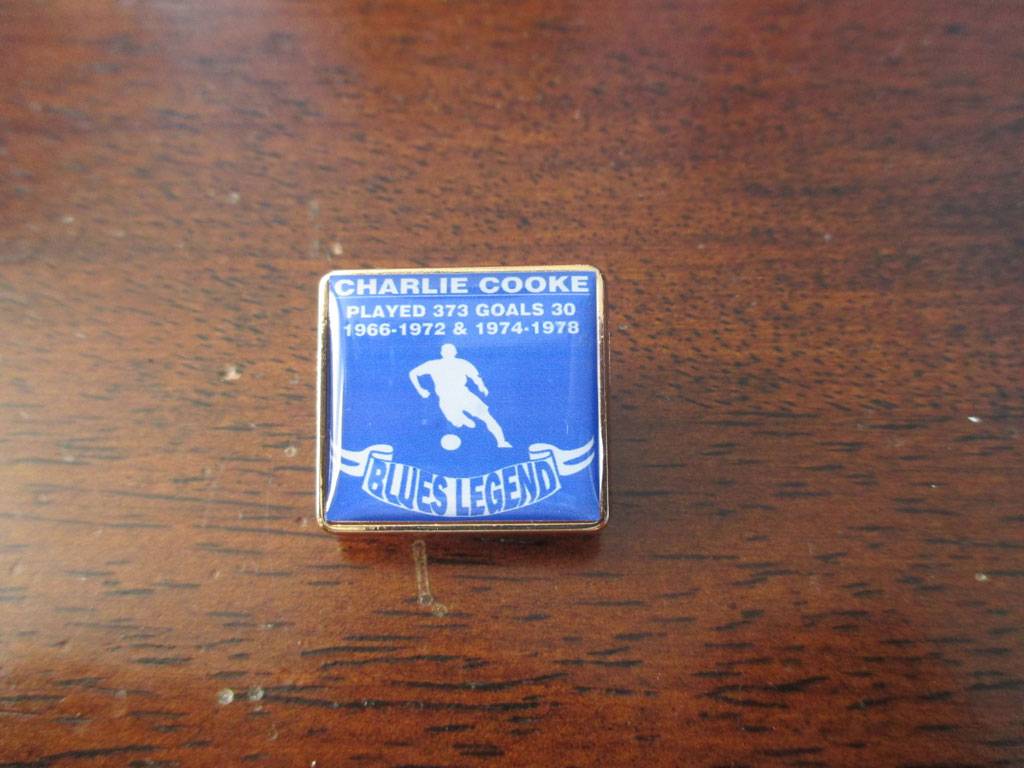 CHARLIE COOKE
PLAYED 373 GOALS 30
1966-1972 & 1974-1978
BLUES LEGEND